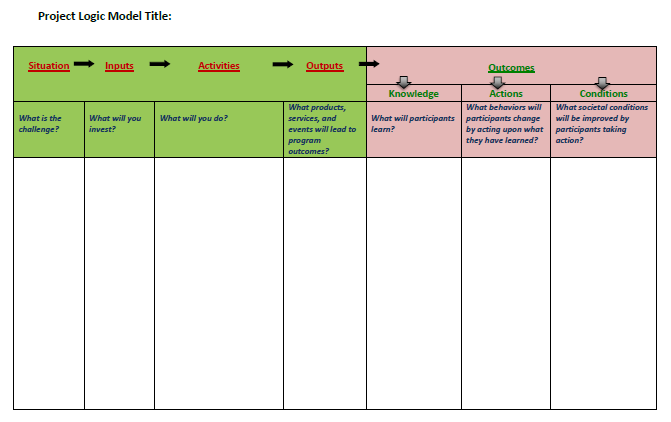 Project Logic Model Title:
Situation Inputs Activities Outputs Outcomes
Knowledge Actions Conditions
What is the
challenge?
What will you
invest?
What will you do?
What products,
services, and
events will lead to
program
outcomes?
What will participants
learn?
What behaviors will
participants change
by acting upon what
they have learned?
What societal conditions
will be improved by
participants taking
action?